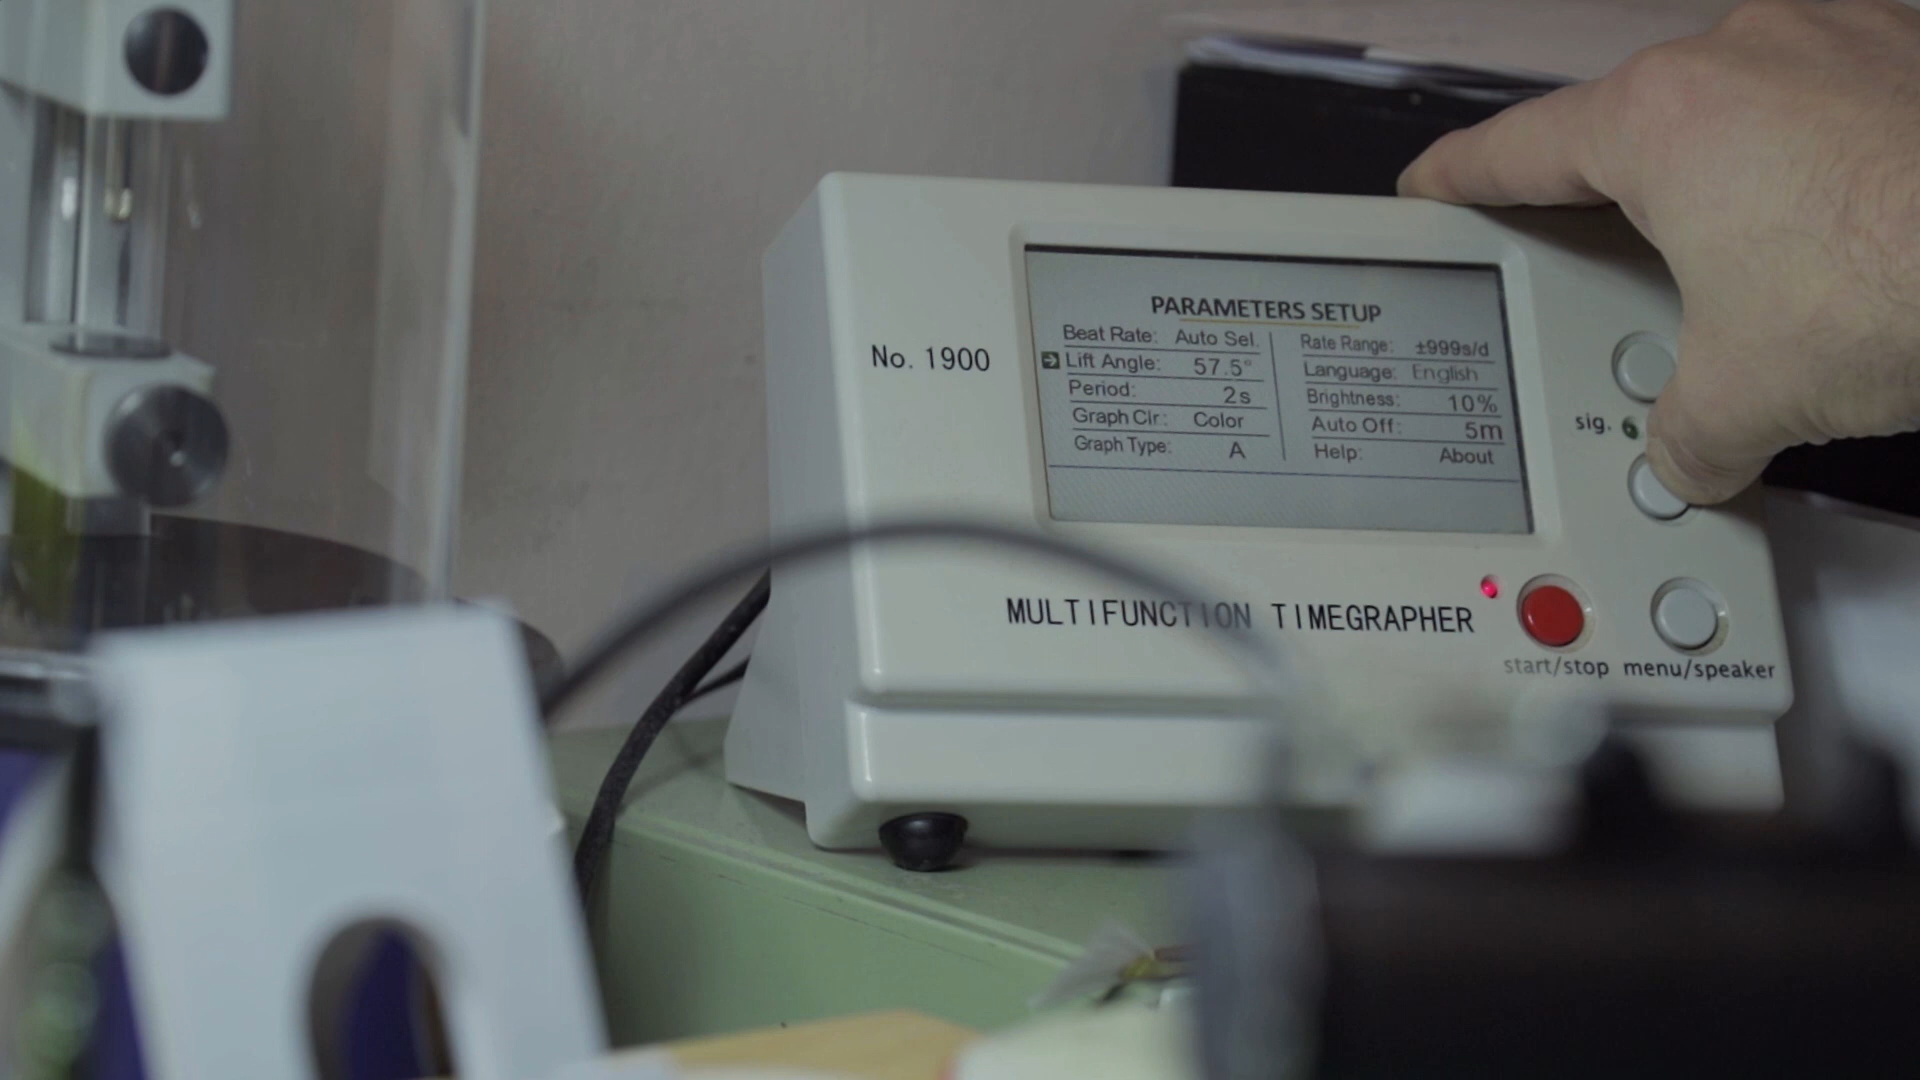 No. 1900
PARAMETERS SETUP
Beat Rate: Auto Sel.
Lift Angle: 57.5°
Period: 2s
Graph Clr: Color
Graph Type: A
Rate Range: ±999s/d
Language: English
Brightness: 10%
Auto Off: 5m
Help: About
sig.
MULTIFUNCTION TIMEGRAPHER
start/stop
menu/speaker